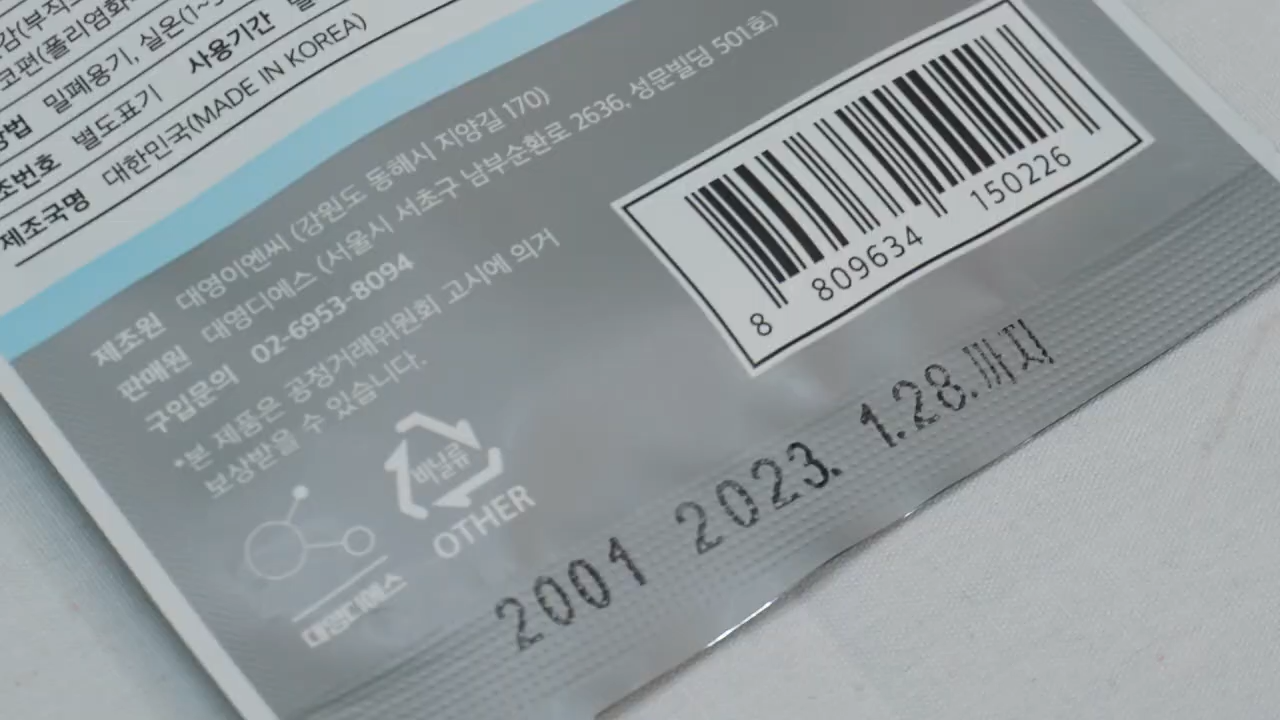 감(부직
코편(폴리염화
방법 밀폐용기, 실온(1~
조번호 별도표기 사용기간
제조국명 대한민국(MADE IN KOREA)
제조원 대영이엔씨 (강원도 동해시 지양길 170)
판매원 대영디에스 (서울시 서초구 남부순환로 2636, 성문빌딩 501호)
구입문의 02-6953-8094
*본 제품은 공정거래위원회 고시에 의거
보상받을 수 있습니다.
비닐류
OTHER
대영디에스
8 809634 150226
2001 2023. 1.28.까지